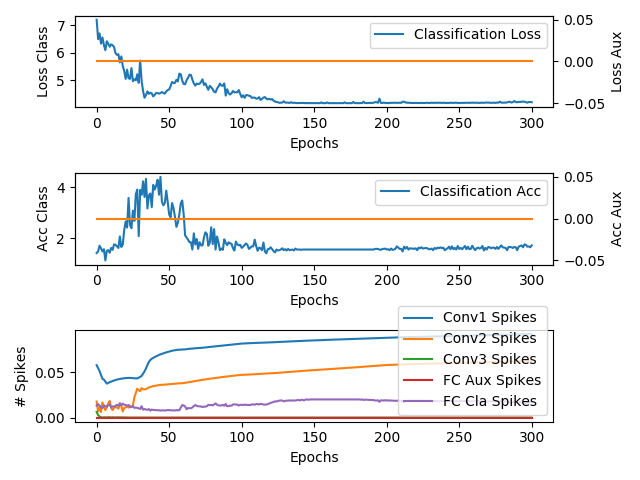 7
6
5
Loss Class
Classification Loss
0.05
0.00
−0.05
Loss Aux
0 50 100 150 200 250 300
Epochs
4
2
Acc Class
Classification Acc
0.05
0.00
−0.05
Acc Aux
0 50 100 150 200 250 300
Epochs
0.05
0.00
# Spikes
Conv1 Spikes
Conv2 Spikes
Conv3 Spikes
FC Aux Spikes
FC Cla Spikes
0 50 100 150 200 250 300
Epochs